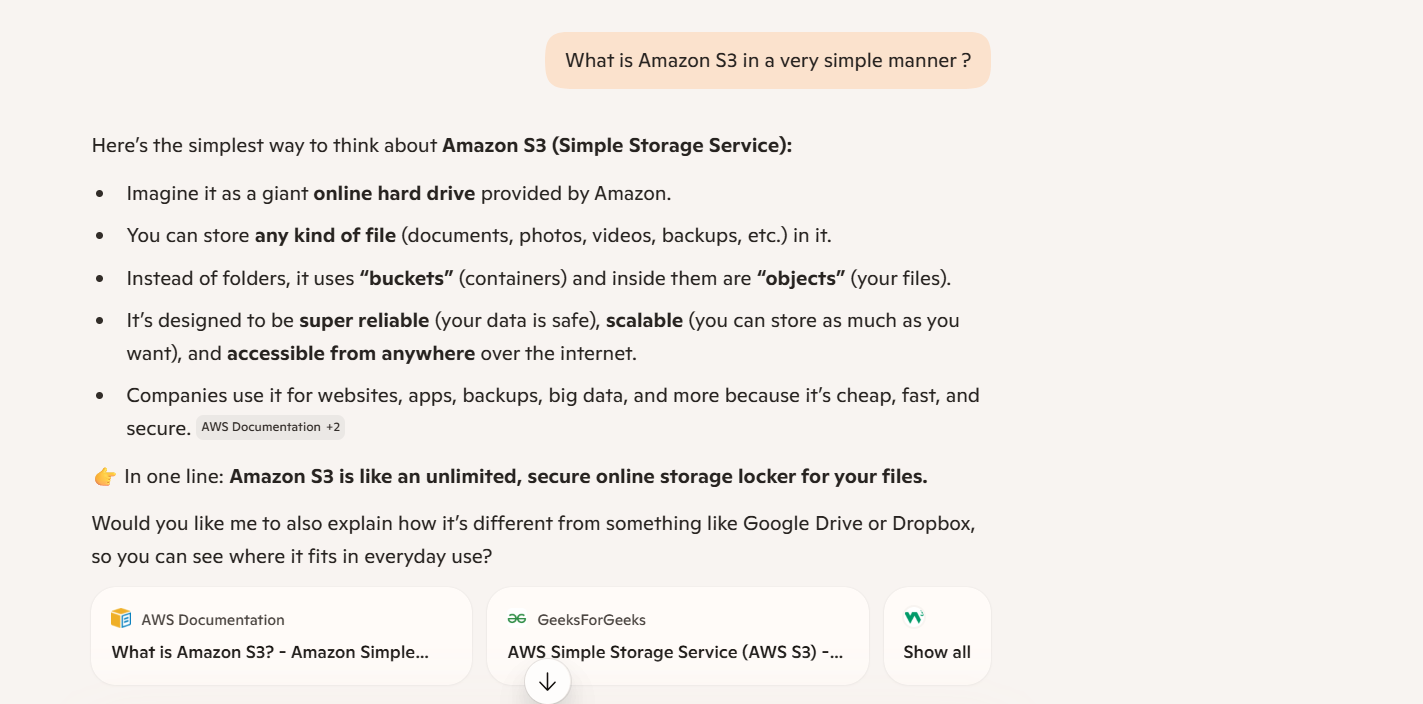 What is Amazon S3 in a very simple manner ?
Here’s the simplest way to think about Amazon S3 (Simple Storage Service):
• Imagine it as a giant online hard drive provided by Amazon.
• You can store any kind of file (documents, photos, videos, backups, etc.) in it.
• Instead of folders, it uses “buckets” (containers) and inside them are “objects” (your files).
• It’s designed to be super reliable (your data is safe), scalable (you can store as much as you
want), and accessible from anywhere over the internet.
• Companies use it for websites, apps, backups, big data, and more because it’s cheap, fast, and
secure. AWS Documentation +2
👉 In one line: Amazon S3 is like an unlimited, secure online storage locker for your files.
Would you like me to also explain how it’s different from something like Google Drive or Dropbox,
so you can see where it fits in everyday use?
AWS Documentation
What is Amazon S3? - Amazon Simple...
GeeksForGeeks
AWS Simple Storage Service (AWS S3) -...
Show all